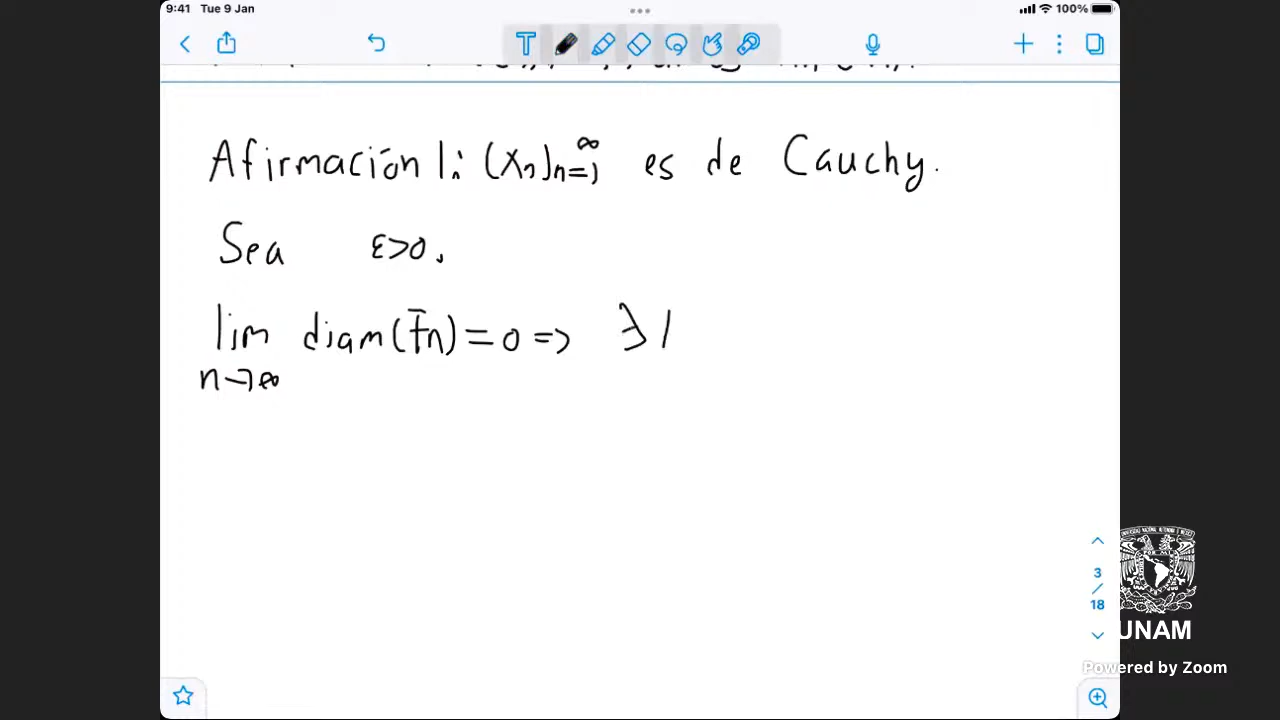 9:41 Tue 9 Jan
100%
Afirmación 1: (xn)n=1 ∞ es de Cauchy.
Sea ε>0,
lim diam(Fn)=0 => ∃
n→∞
3
/
18
UNAM
Powered by Zoom